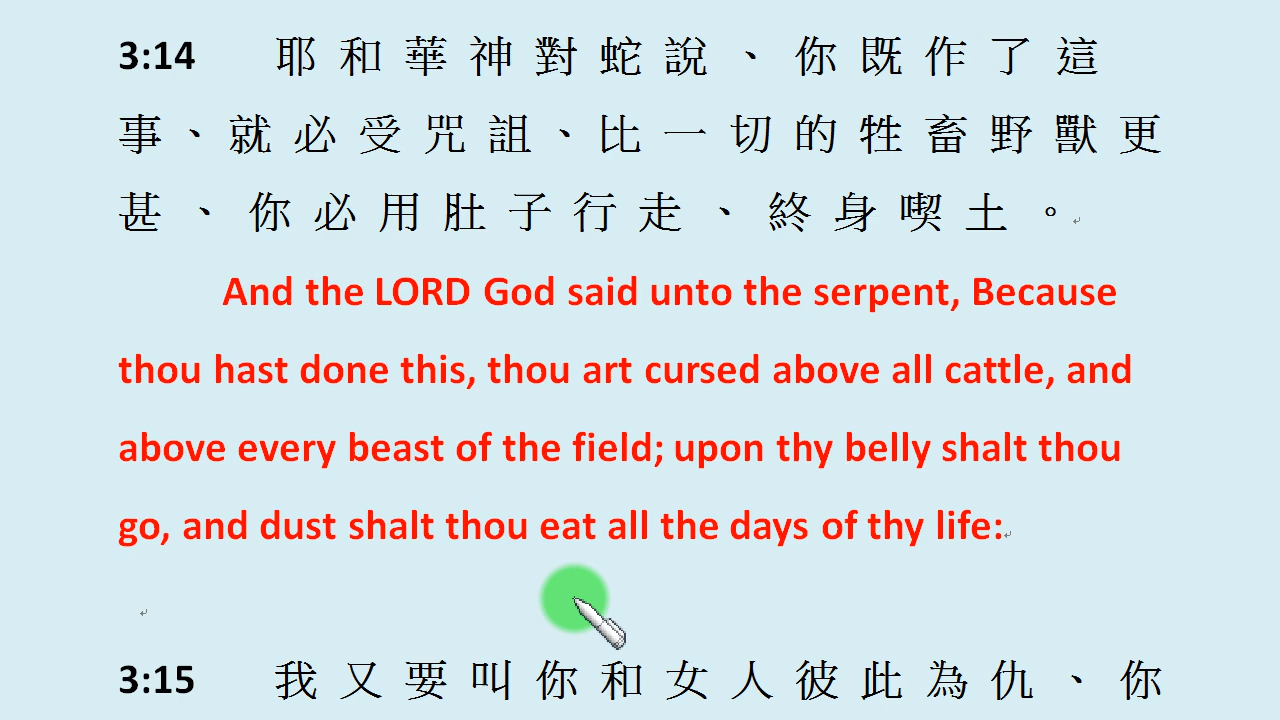 3:14 耶和華神對蛇說、你既作了這
事、就必受咒詛、比一切的牲畜野獸更
甚、你必用肚子行走、終身喫土。
And the LORD God said unto the serpent, Because
thou hast done this, thou art cursed above all cattle, and
above every beast of the field; upon thy belly shalt thou
go, and dust shalt thou eat all the days of thy life:
3:15 我又要叫你和女人彼此為仇、你